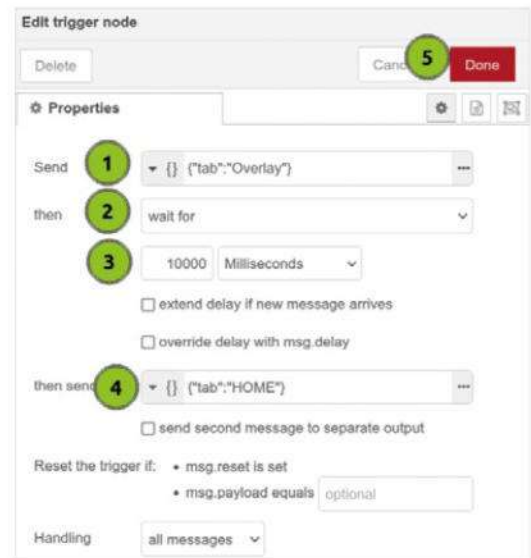 Edit trigger node
Delete
Done
5
Properties
Send 1 {} {"tab":"Overlay"}
then 2 wait for
3 10000 Milliseconds
extend delay if new message arrives
override delay with msg.delay
then send 4 {} {"tab":"HOME"}
send second message to separate output
Reset the trigger if: • msg.reset is set
• msg.payload equals optional
Handling all messages